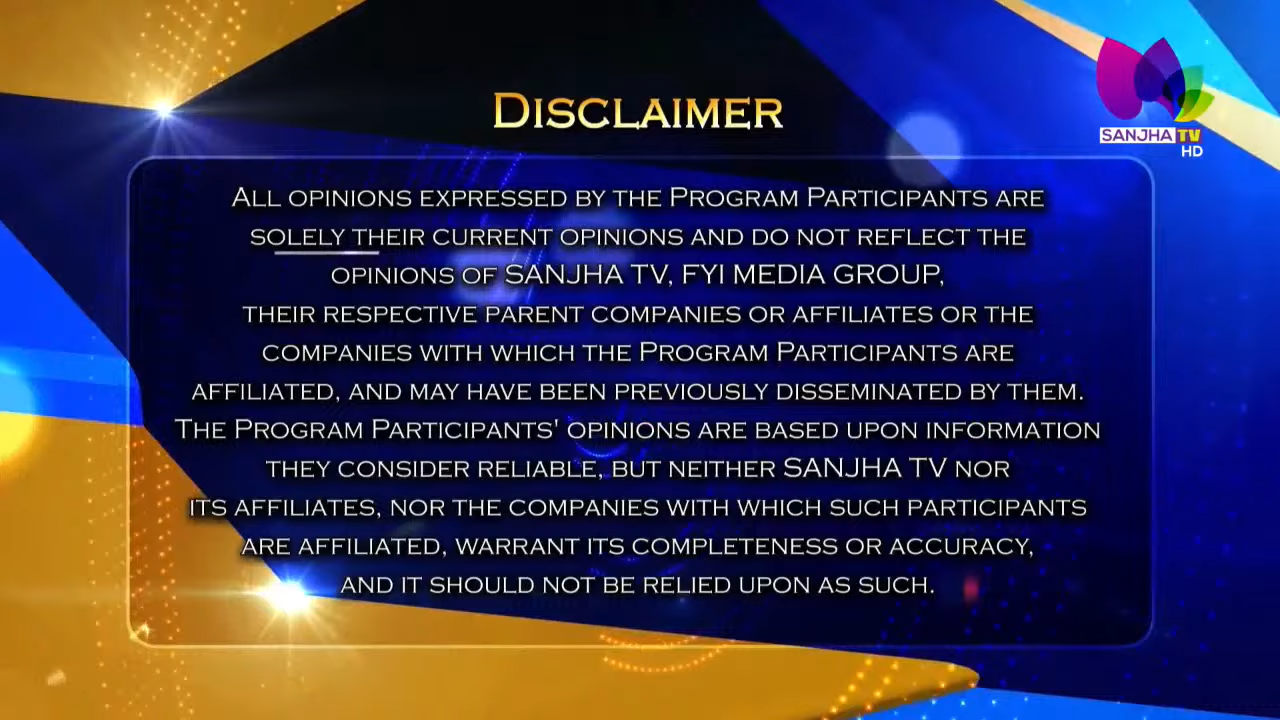 DISCLAIMER
SANJHA TV
HD
ALL OPINIONS EXPRESSED BY THE PROGRAM PARTICIPANTS ARE
SOLELY THEIR CURRENT OPINIONS AND DO NOT REFLECT THE
OPINIONS OF SANJHA TV, FYI MEDIA GROUP,
THEIR RESPECTIVE PARENT COMPANIES OR AFFILIATES OR THE
COMPANIES WITH WHICH THE PROGRAM PARTICIPANTS ARE
AFFILIATED, AND MAY HAVE BEEN PREVIOUSLY DISSEMINATED BY THEM.
THE PROGRAM PARTICIPANTS' OPINIONS ARE BASED UPON INFORMATION
THEY CONSIDER RELIABLE, BUT NEITHER SANJHA TV NOR
ITS AFFILIATES, NOR THE COMPANIES WITH WHICH SUCH PARTICIPANTS
ARE AFFILIATED, WARRANT ITS COMPLETENESS OR ACCURACY,
AND IT SHOULD NOT BE RELIED UPON AS SUCH.